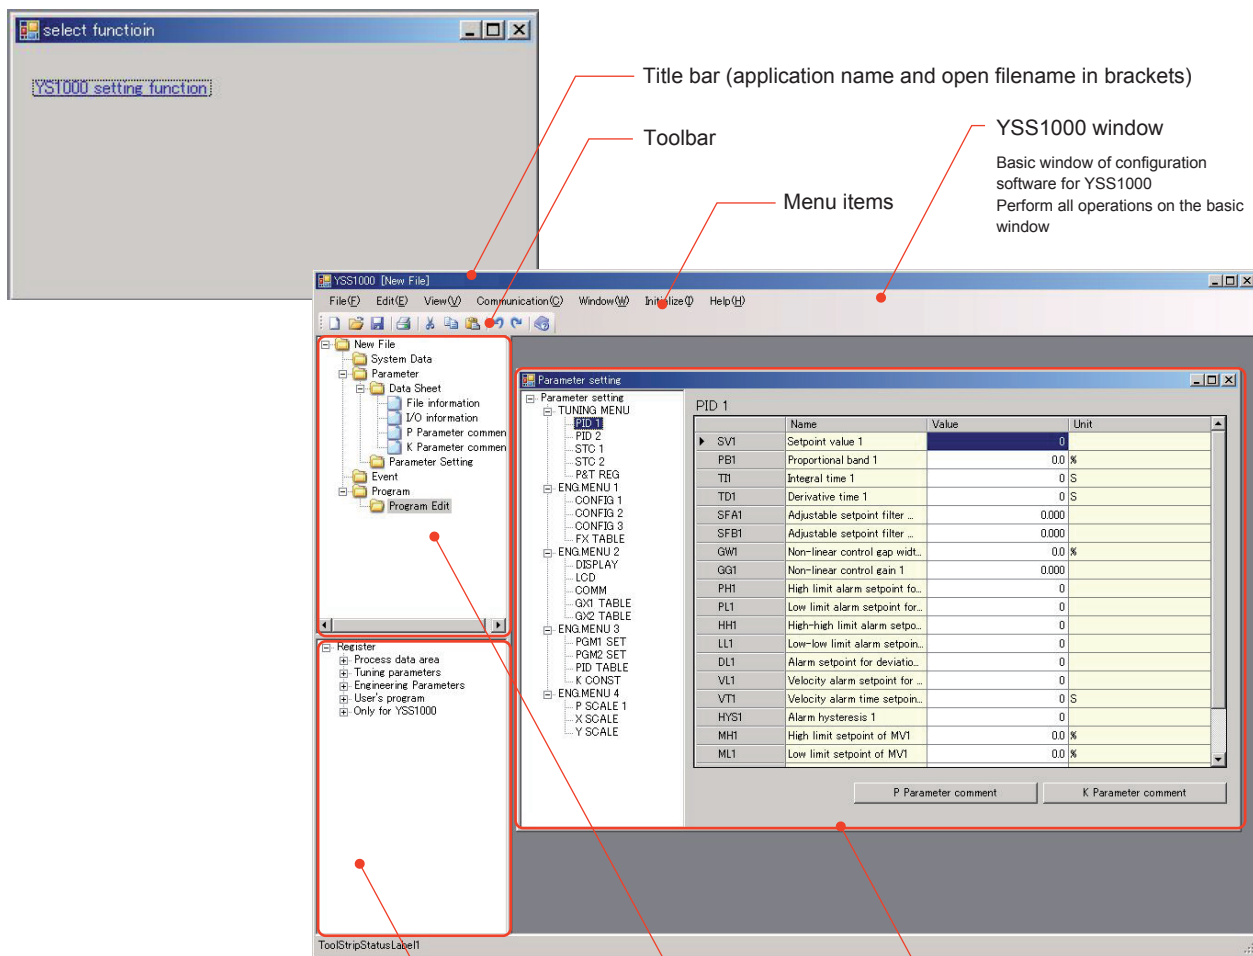 select functioin
YS1000 setting function
Title bar (application name and open filename in brackets)
Toolbar
YSS1000 window
Basic window of configuration
software for YSS1000
Perform all operations on the basic
window
Menu items
YSS1000 [New File]
File(F) Edit(E) View(V) Communication(C) Window(W) Initialize(I) Help(H)
New File
System Data
Parameter
Data Sheet
File information
I/O information
P Parameter commen
K Parameter commen
Parameter Setting
Event
Program
Program Edit
Register
Process data area
Tuning parameters
Engineering Parameters
User's program
Only for YSS1000
Parameter setting
Parameter setting
TUNING MENU
PID 1
PID 2
STC 1
STC 2
P&T REG
ENG.MENU 1
CONFIG 1
CONFIG 2
CONFIG 3
FX TABLE
ENG.MENU 2
DISPLAY
LCD
COMM
GX1 TABLE
GX2 TABLE
ENG.MENU 3
PGM1 SET
PGM2 SET
PID TABLE
K CONST
ENG.MENU 4
P SCALE 1
X SCALE
Y SCALE
PID 1
Name Value Unit
SV1 Setpoint value 1 0
PB1 Proportional band 1 0.0 %
TI1 Integral time 1 0 S
TD1 Derivative time 1 0 S
SFA1 Adjustable setpoint filter ... 0.000
SFB1 Adjustable setpoint filter ... 0.000
GW1 Non-linear control gap widt... 0.0 %
GG1 Non-linear control gain 1 0.000
PH1 High limit alarm setpoint fo... 0
PL1 Low limit alarm setpoint for... 0
HH1 High-high limit alarm setpo... 0
LL1 Low-low limit alarm setpoin... 0
DL1 Alarm setpoint for deviatio... 0
VL1 Velocity alarm setpoint for ... 0
VT1 Velocity alarm time setpoin... 0 S
HYS1 Alarm hysteresis 1 0
MH1 High limit setpoint of MV1 0.0 %
ML1 Low limit setpoint of MV1 0.0 %
P Parameter comment K Parameter comment
ToolStripStatusLabel1